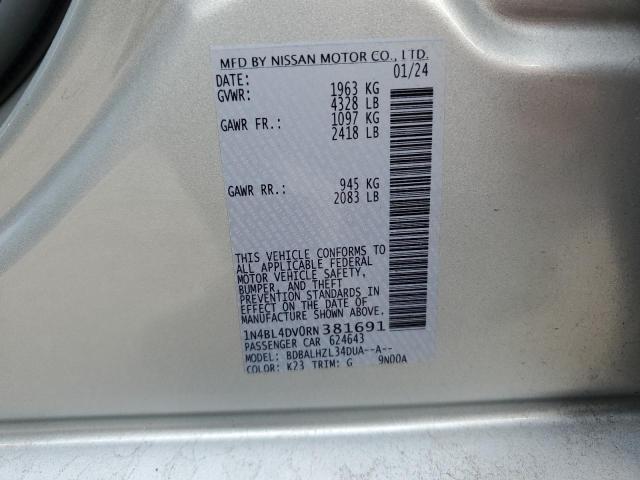 MFD BY NISSAN MOTOR CO., LTD.
DATE: 01/24
GVWR: 1963 KG
4328 LB
GAWR FR.: 1097 KG
2418 LB
GAWR RR.: 945 KG
2083 LB
THIS VEHICLE CONFORMS TO
ALL APPLICABLE FEDERAL
MOTOR VEHICLE SAFETY,
BUMPER, AND THEFT
PREVENTION STANDARDS IN
EFFECT ON THE DATE OF
MANUFACTURE SHOWN ABOVE.
1N4BL4DV0RN381691
PASSENGER CAR 624643
MODEL: BDBALHZL34DUA--A--
COLOR: K23 TRIM: G 9N00A